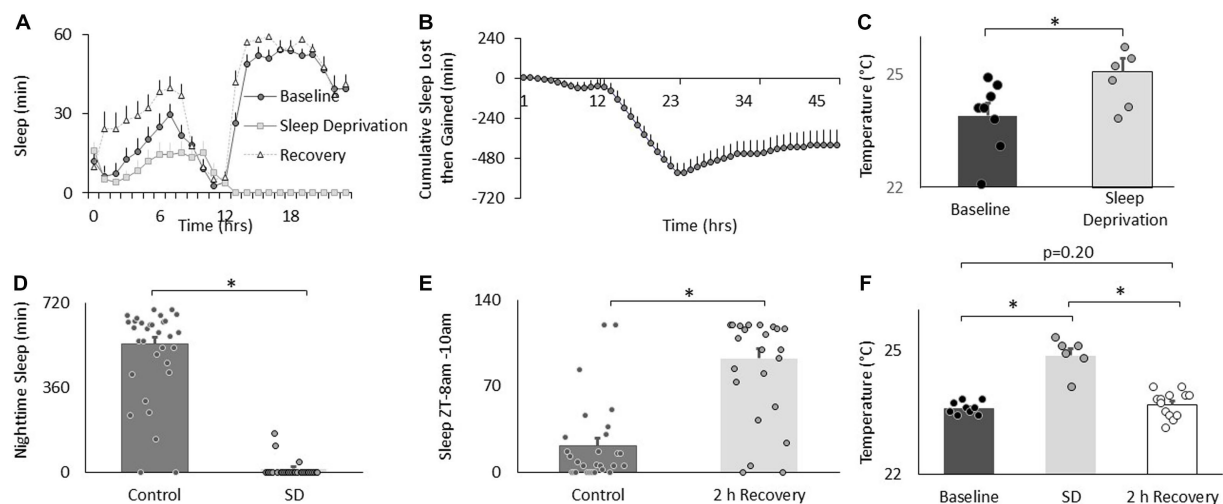 A
Sleep (min)
60
30
0
Baseline
Sleep Deprivation
Recovery
0
6
12
18
Time (hrs)
B
Cumulative Sleep Lost
then Gained (min)
240
0
-240
-480
-720
1
12
23
34
45
Time (hrs)
C
*
Temperature (°C)
25
22
Baseline
Sleep
Deprivation
D
*
Nighttime Sleep (min)
720
360
0
Control
SD
E
*
Sleep ZT-8am -10am
140
70
0
Control
2 h Recovery
F
p=0.20
*
*
Temperature (°C)
25
22
Baseline
SD
2 h Recovery